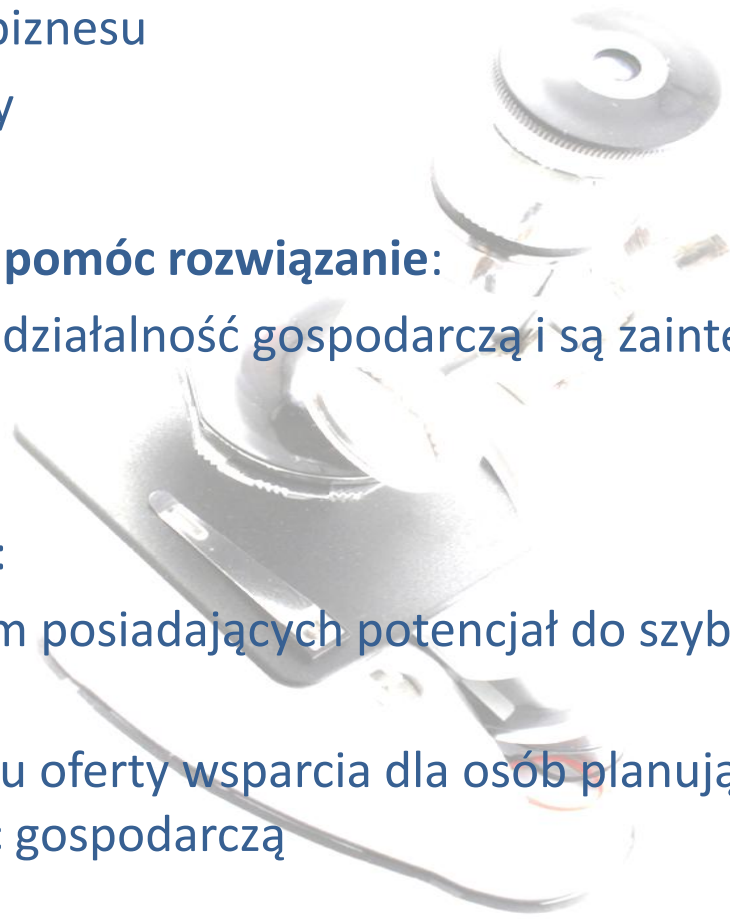 biznesu
y
pomóc rozwiązanie:
działalność gospodarczą i są zainte
:
m posiadających potencjał do szyb
u oferty wsparcia dla osób planują
ć gospodarczą